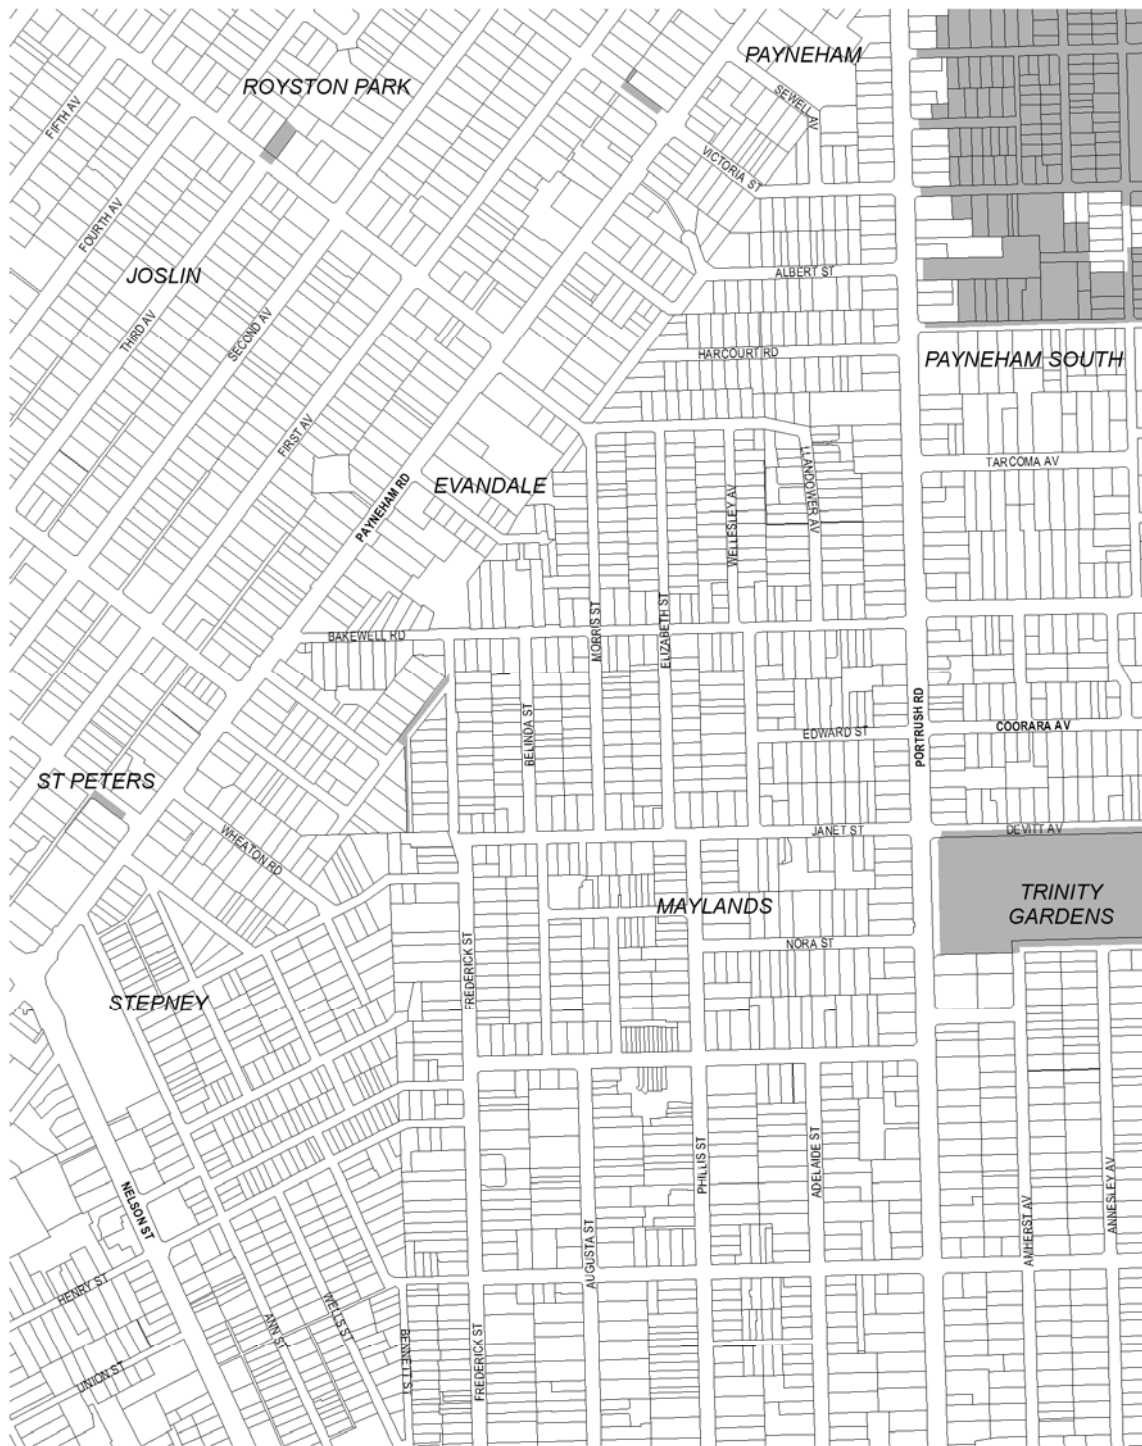 PAYNEHAM
ROYSTON PARK
SEWELL AV
FIFTH AV
VICTORIA ST
FOURTH AV
JOSLIN
ALBERT ST
THIRD AV
SECOND AV
HARCOURT RD
PAYNEHAM SOUTH
FIRST AV
TARCOMA AV
EVANDALE
PAYNEHAM RD
LLANDOWER AV
WELLESLEY AV
MORRIS ST
ELIZABETH ST
BAKEWELL RD
BELINDA ST
PORTRUSH RD
COORARA AV
EDWARD ST
ST PETERS
WHEATON RD
JANET ST
DEVITT AV
TRINITY
GARDENS
MAYLANDS
NORA ST
FREDERICK ST
STEPNEY
PHILLIS ST
ADELAIDE ST
NELSON ST
ANNESLEY AV
AMHERST AV
AUGUSTA ST
HENRY ST
WELLS ST
ANN ST
BENNETT ST
FREDERICK ST
UNION ST